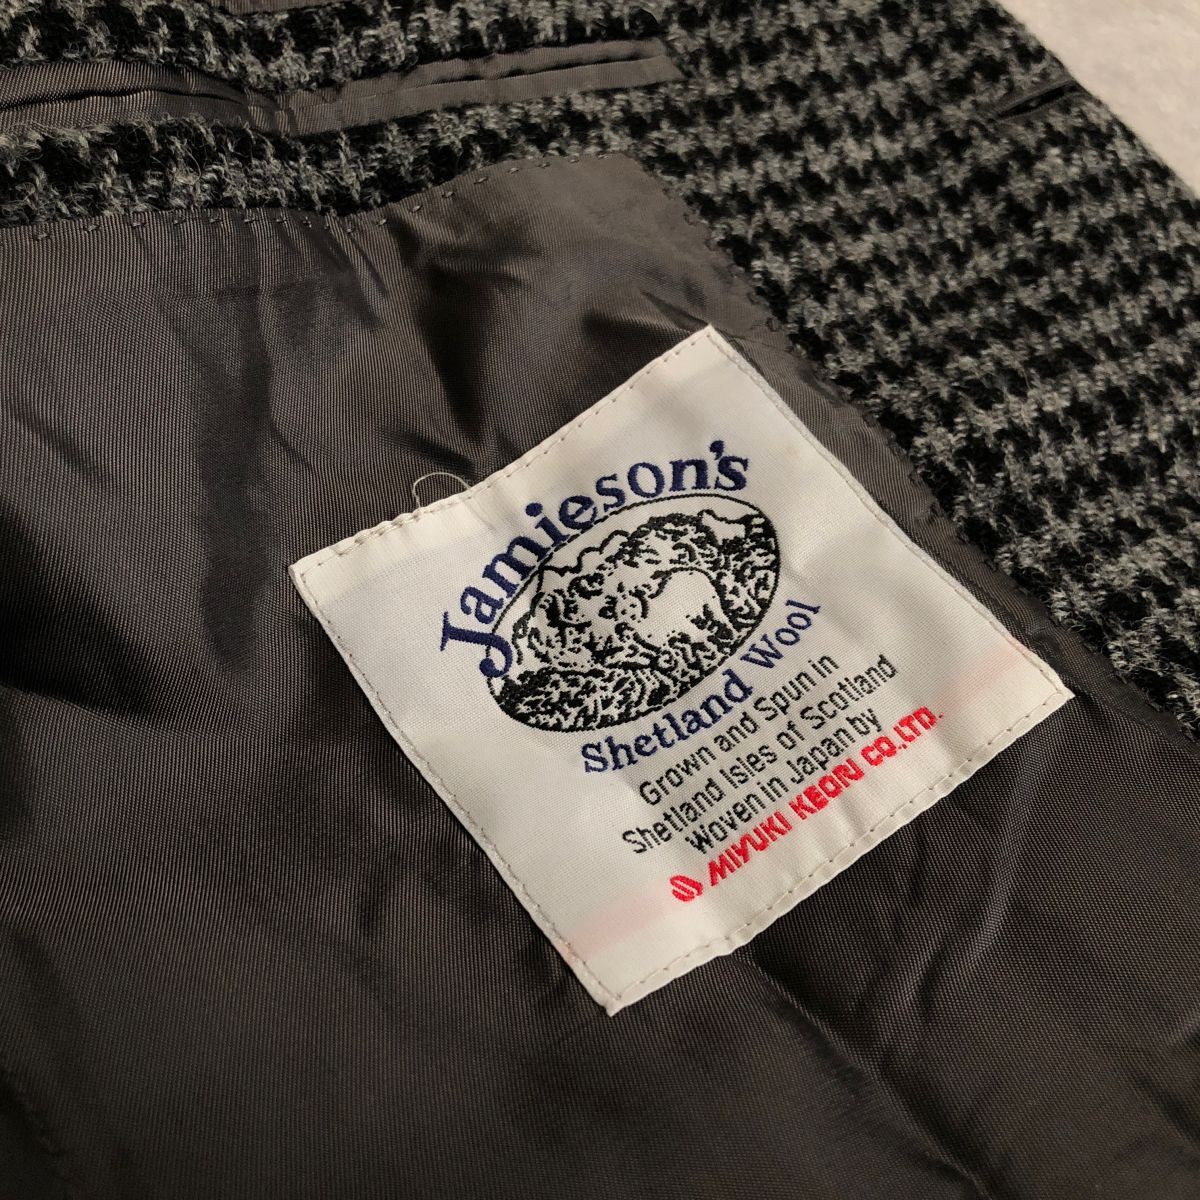 Jamieson's
Shetland Wool
Grown and Spun in
Shetland Isles of Scotland
Woven in Japan by
MIYUKI KEORI CO.,LTD.